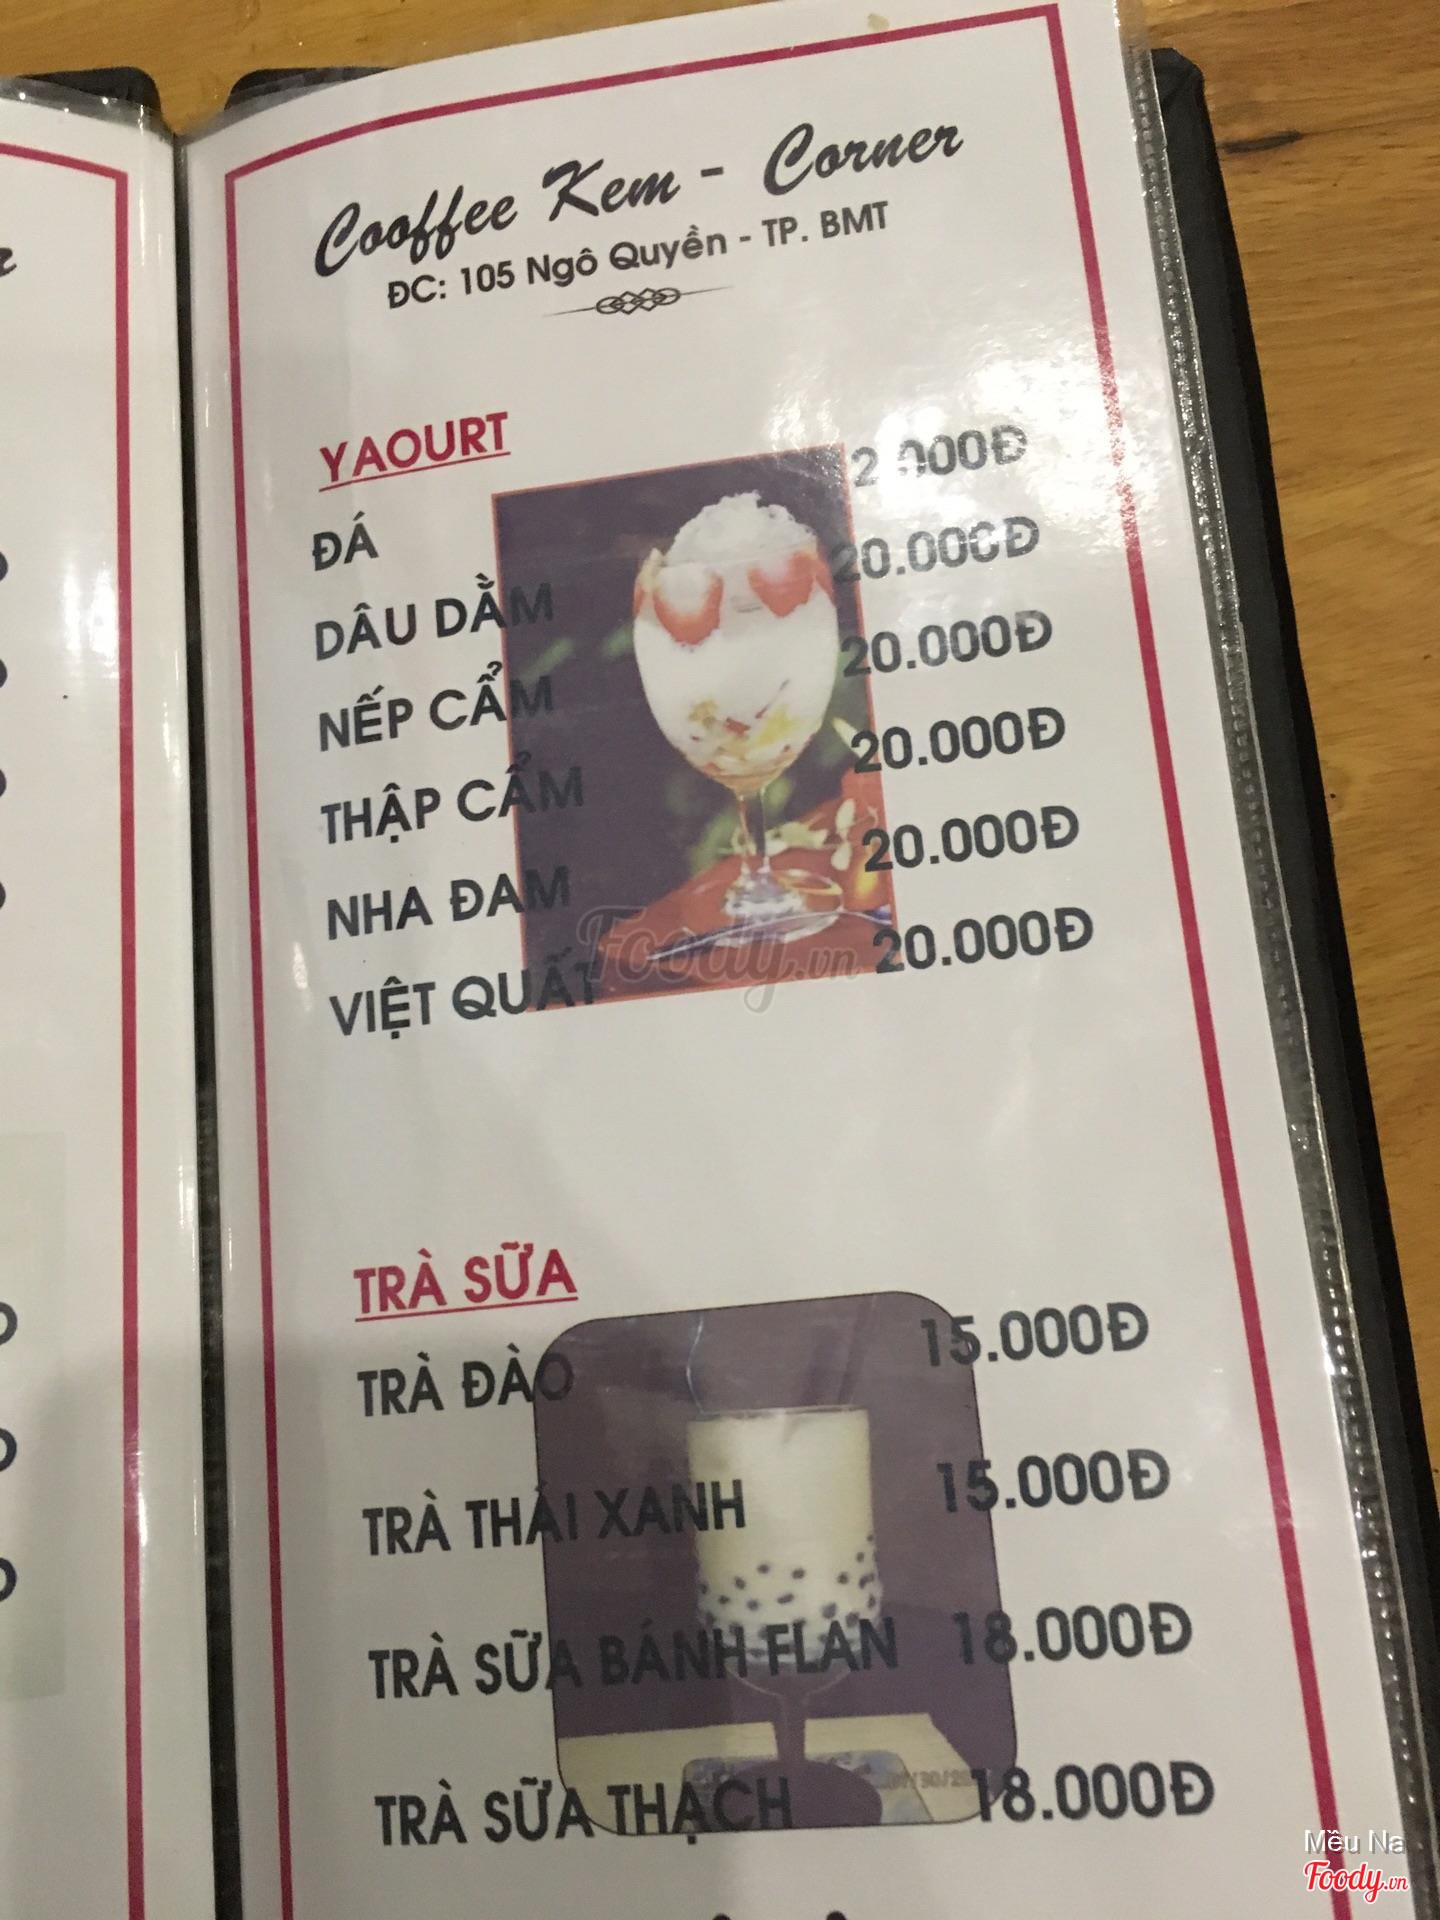 Cooffee Kem - Corner
ĐC: 105 Ngô Quyền - TP. BMT
YAOURT
ĐÁ
DÂU DẰM 20.000Đ
NẾP CẨM 20.000Đ
THẬP CẨM 20.000Đ
NHA ĐAM 20.000Đ
VIỆT QUẤT 20.000Đ
Foody.vn
TRÀ SỮA
TRÀ ĐÀO 15.000Đ
TRÀ THÁI XANH 15.000Đ
TRÀ SỮA BÁNH FLAN 18.000Đ
TRÀ SỮA THẠCH 18.000Đ
Mều Na
Foody.vn